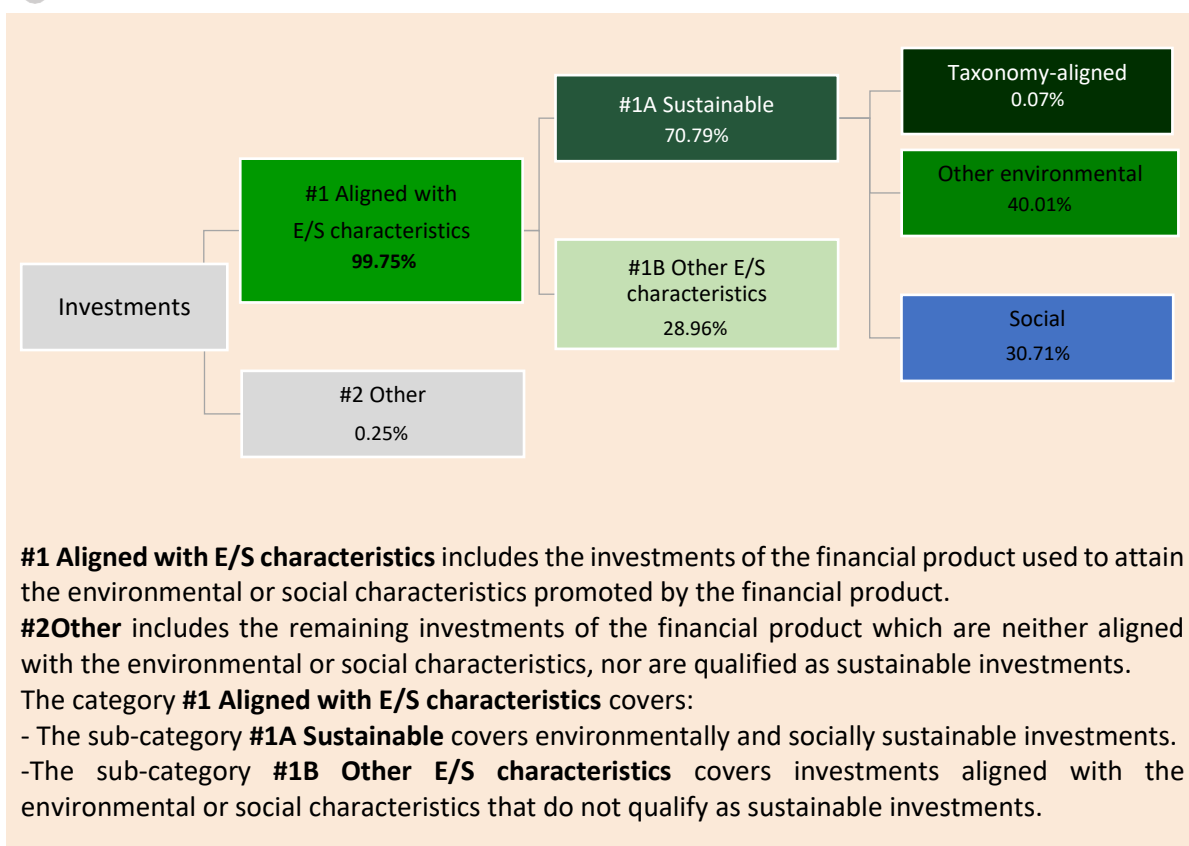 Investments
#1 Aligned with
E/S characteristics
99.75%
#2 Other
0.25%
#1A Sustainable
70.79%
#1B Other E/S
characteristics
28.96%
Taxonomy-aligned
0.07%
Other environmental
40.01%
Social
30.71%
#1 Aligned with E/S characteristics includes the investments of the financial product used to attain
the environmental or social characteristics promoted by the financial product.
#2Other includes the remaining investments of the financial product which are neither aligned
with the environmental or social characteristics, nor are qualified as sustainable investments.
The category #1 Aligned with E/S characteristics covers:
- The sub-category #1A Sustainable covers environmentally and socially sustainable investments.
-The sub-category #1B Other E/S characteristics covers investments aligned with the
environmental or social characteristics that do not qualify as sustainable investments.